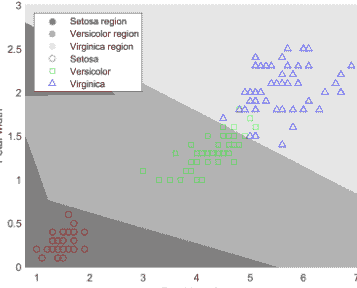 3
Setosa region
Versicolor region
Virginica region
Setosa
Versicolor
Virginica
2.5
2
1.5
1
0.5
0
1 2 3 4 5 6 7